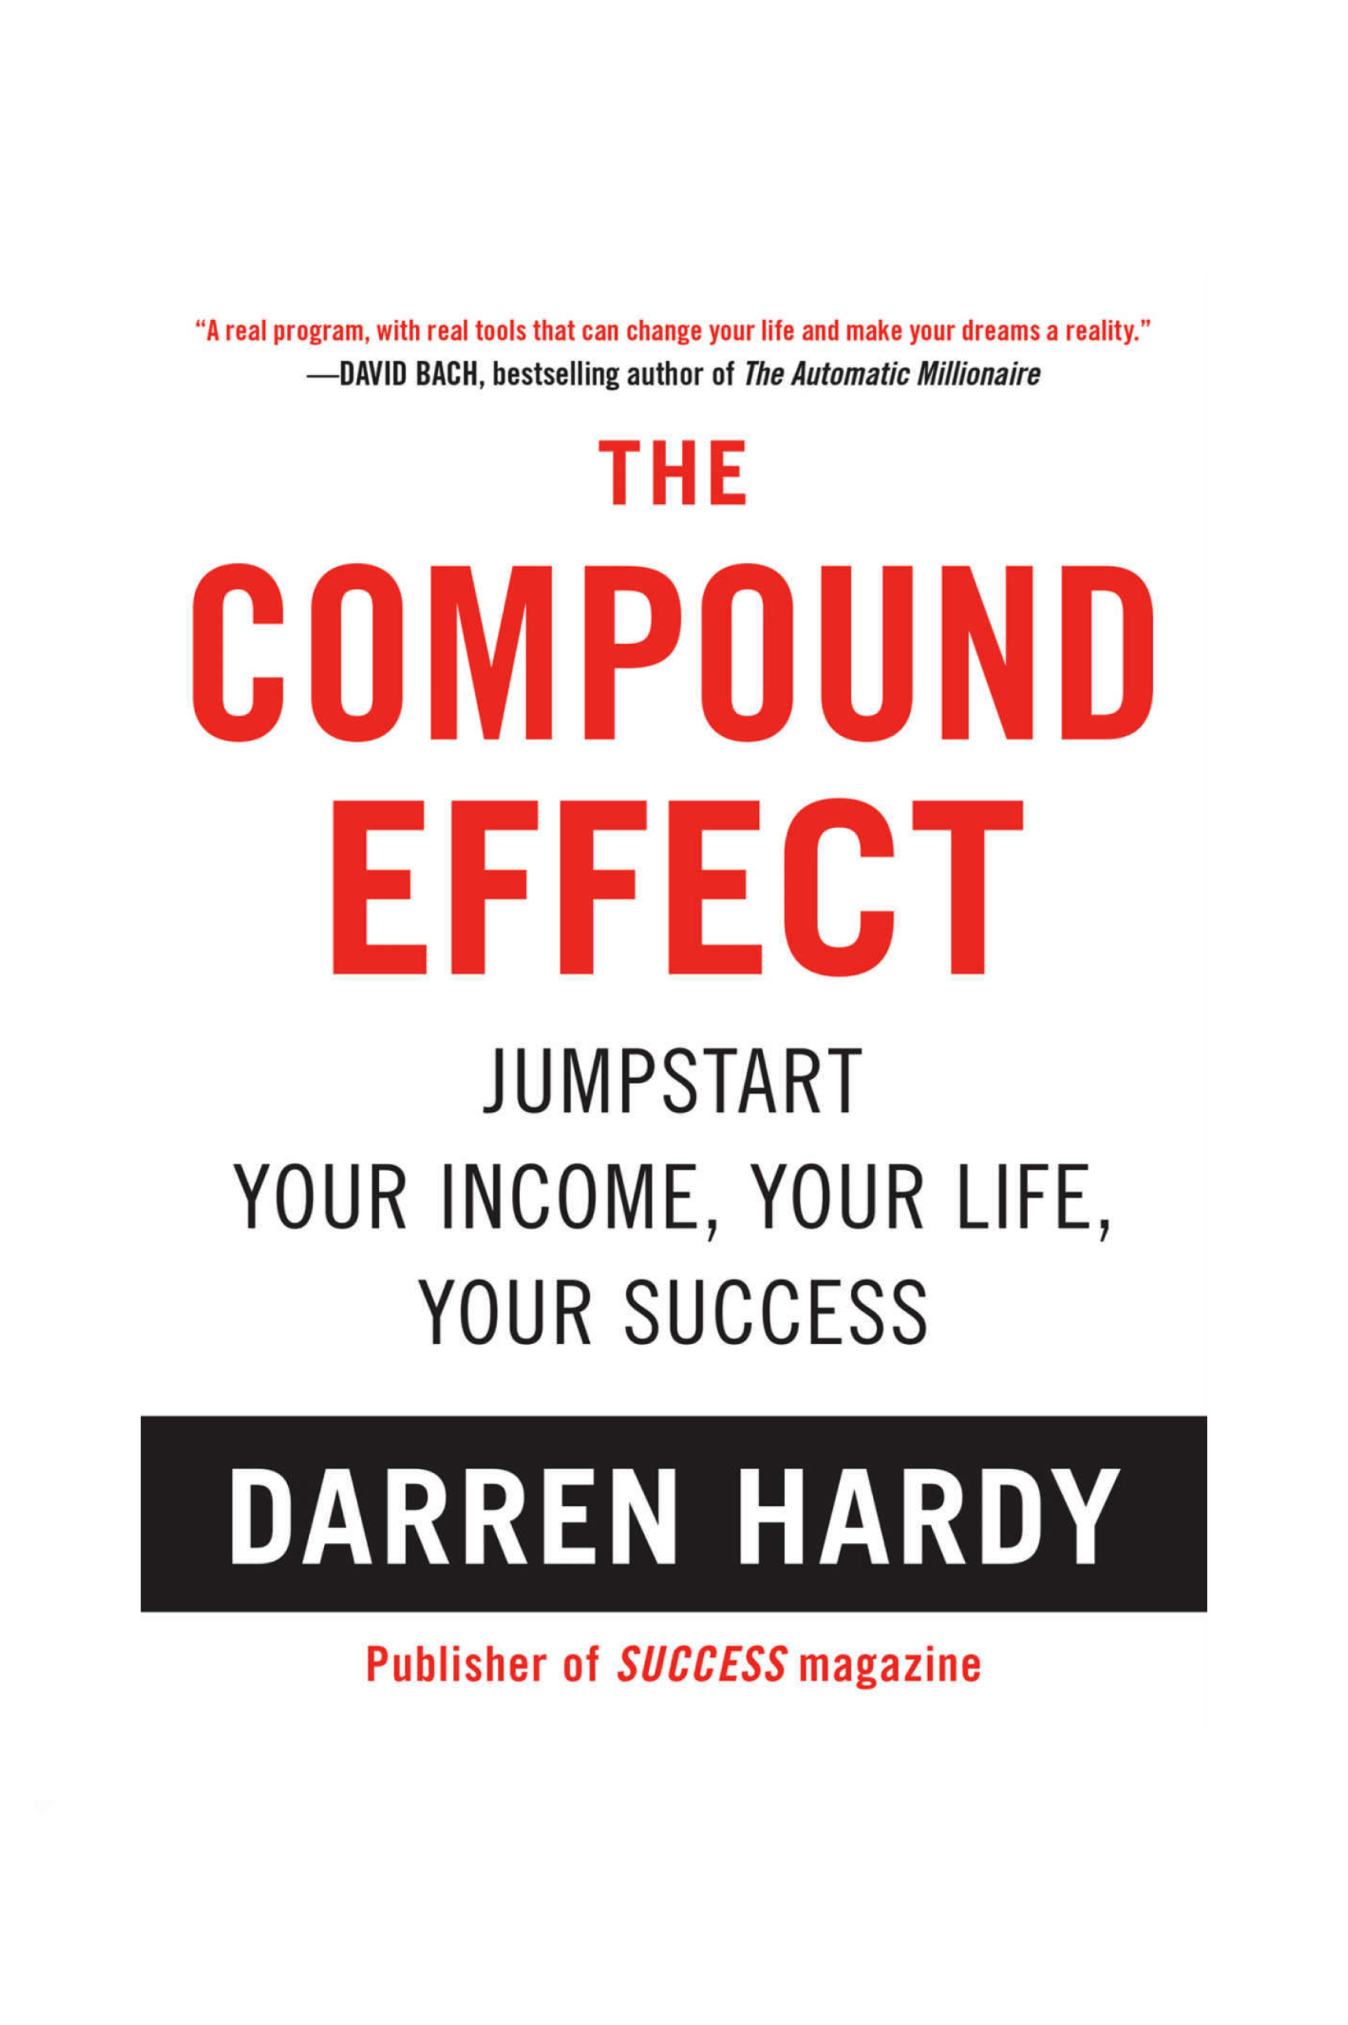 “A real program, with real tools that can change your life and make your dreams a reality.”
—DAVID BACH, bestselling author of The Automatic Millionaire
THE
COMPOUND
EFFECT
JUMPSTART
YOUR INCOME, YOUR LIFE,
YOUR SUCCESS
DARREN HARDY
Publisher of SUCCESS magazine